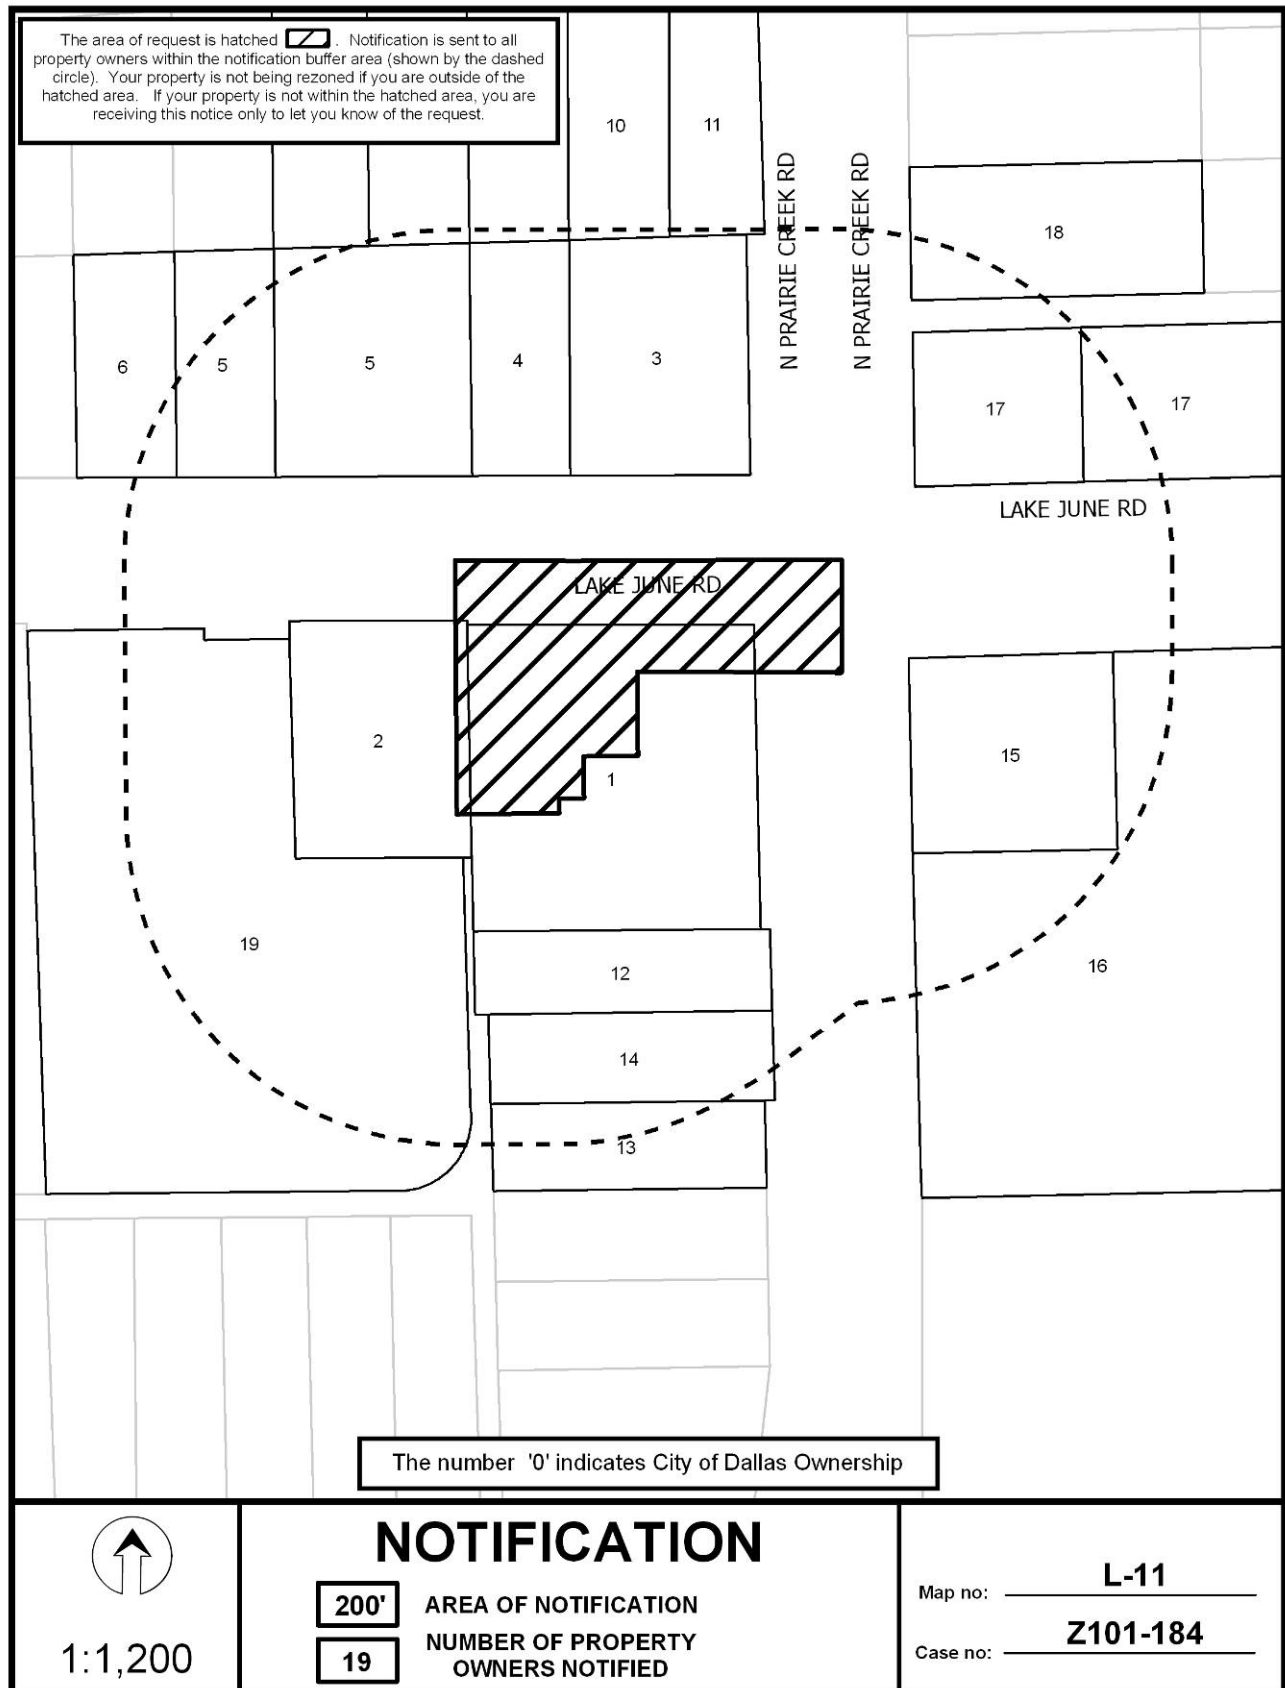 The area of request is hatched . Notification is sent to all
property owners within the notification buffer area (shown by the dashed
circle). Your property is not being rezoned if you are outside of the
hatched area. If your property is not within the hatched area, you are
receiving this notice only to let you know of the request.
10
11
N PRAIRIE CREEK RD
N PRAIRIE CREEK RD
18
6
5
5
4
3
17
17
LAKE JUNE RD
LAKE JUNE RD
2
1
15
19
12
16
14
13
The number '0' indicates City of Dallas Ownership
1:1,200
NOTIFICATION
200' AREA OF NOTIFICATION
19 NUMBER OF PROPERTY
OWNERS NOTIFIED
Map no: L-11
Case no: Z101-184